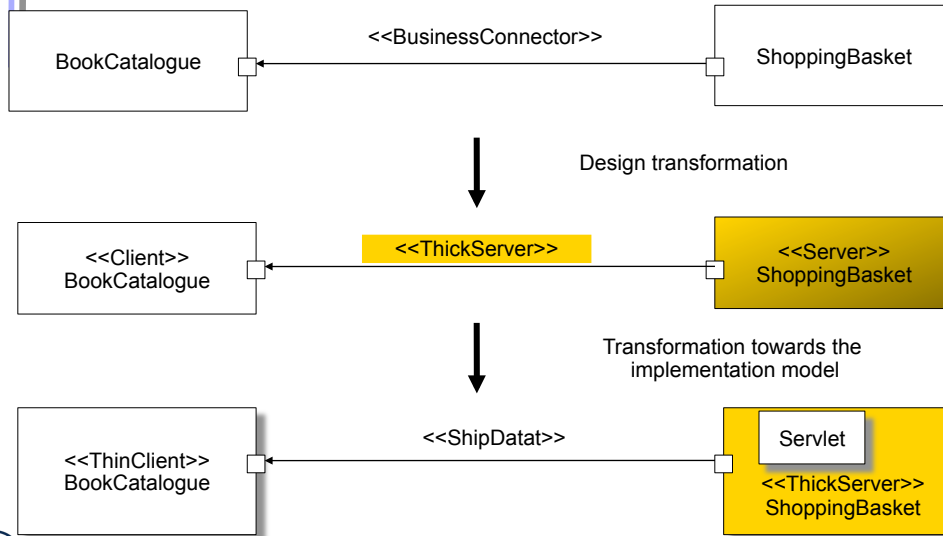 <<BusinessConnector>>
BookCatalogue
ShoppingBasket
Design transformation
<<Client>>
BookCatalogue
<<ThickServer>>
<<Server>>
ShoppingBasket
Transformation towards the
implementation model
<<ThinClient>>
BookCatalogue
<<ShipDatat>>
Servlet
<<ThickServer>>
ShoppingBasket